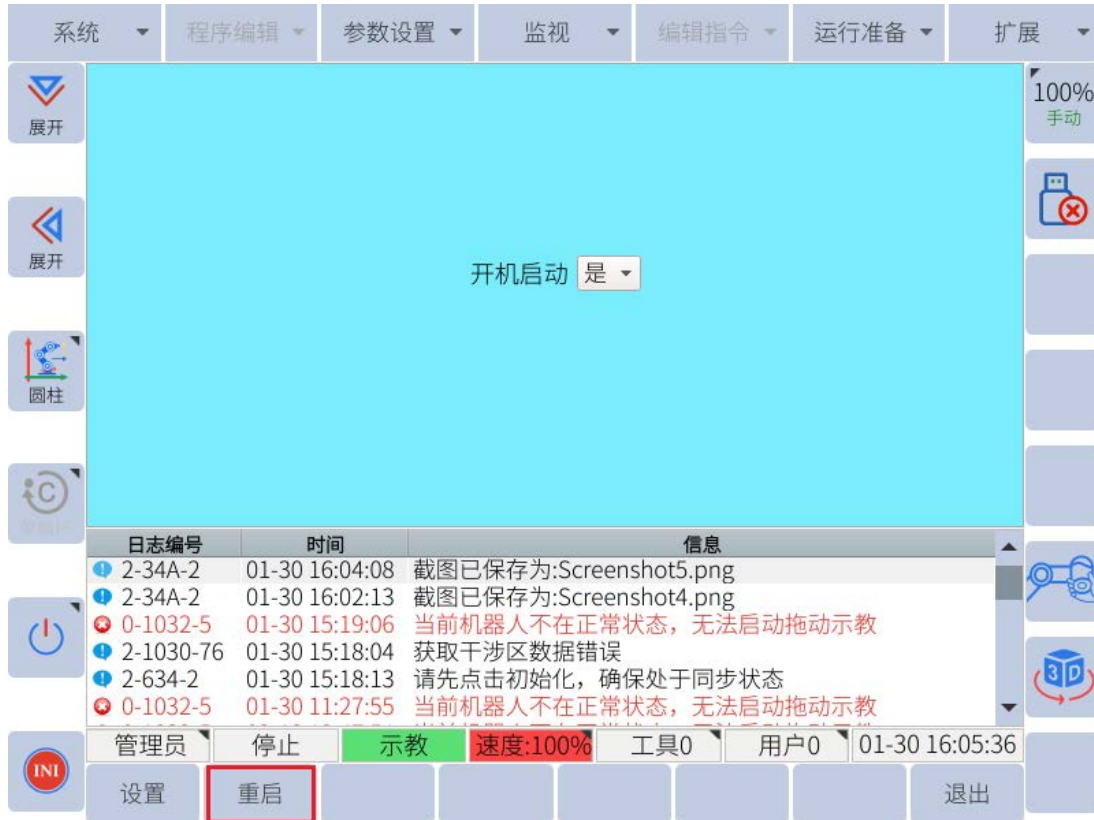 系统 程序编辑 参数设置 监视 编辑指令 运行准备 扩展
展开
100%
手动
展开
开机启动 是
圆柱
日志编号 时间 信息
2-34A-2 01-30 16:04:08 截图已保存为:Screenshot5.png
2-34A-2 01-30 16:02:13 截图已保存为:Screenshot4.png
0-1032-5 01-30 15:19:06 当前机器人不在正常状态，无法启动拖动示教
2-1030-76 01-30 15:18:04 获取干涉区数据错误
2-634-2 01-30 15:18:13 请先点击初始化，确保处于同步状态
0-1032-5 01-30 11:27:55 当前机器人不在正常状态，无法启动拖动示教
3D
管理员 停止 示教 速度:100% 工具0 用户0 01-30 16:05:36
INI
设置 重启 退出